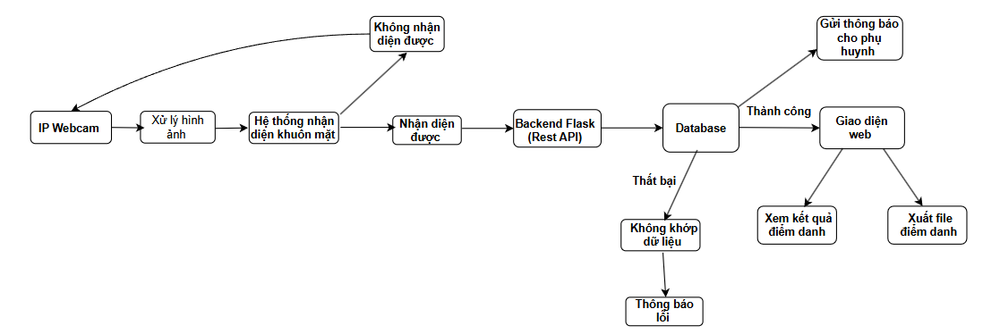 Không nhận
diện được
Gửi thông báo
cho phụ
huynh
IP Webcam
Xử lý hình
ảnh
Hệ thống nhận
diện khuôn mặt
Nhận diện
được
Backend Flask
(Rest API)
Database
Thành công
Giao diện
web
Thất bại
Không khớp
dữ liệu
Xem kết quả
điểm danh
Xuất file
điểm danh
Thông báo
lỗi